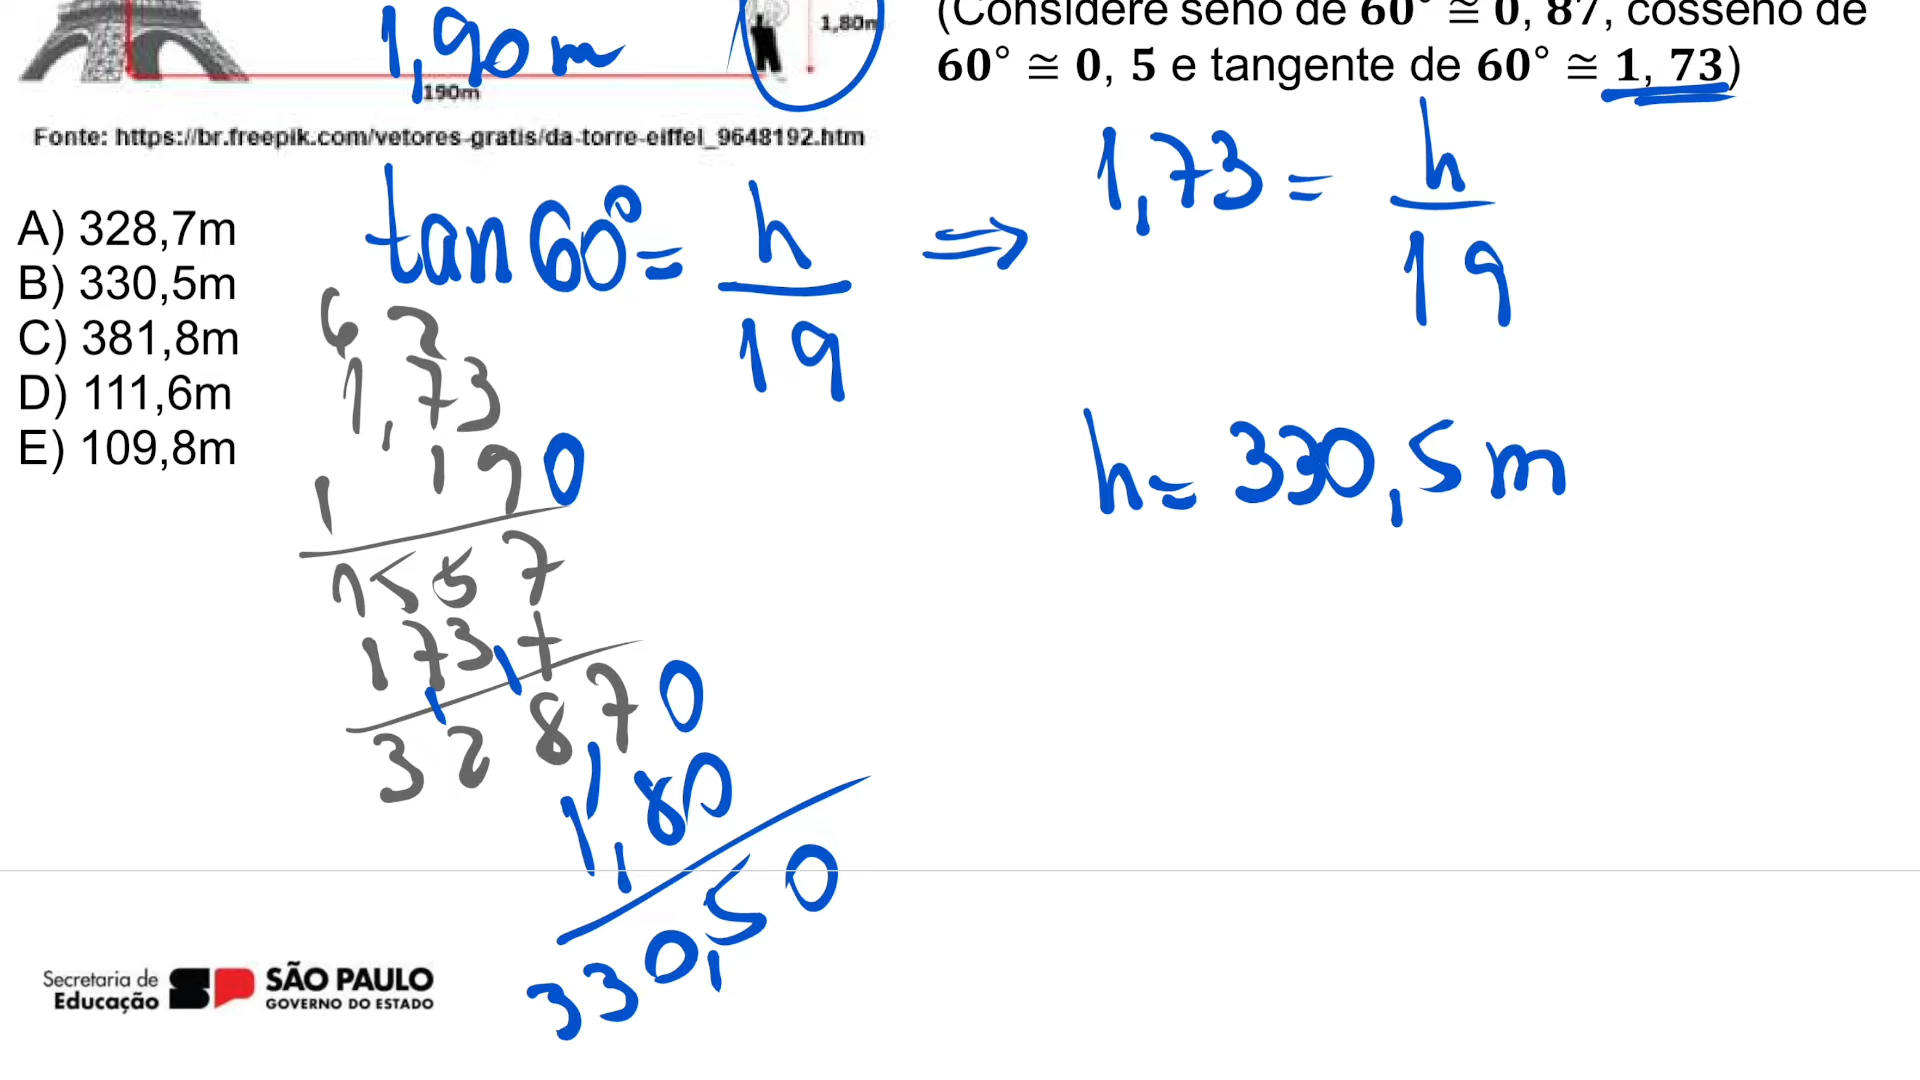 (Considere seno de 60° ≅ 0, 87, cosseno de
60° ≅ 0, 5 e tangente de 60° ≅ 1, 73)
1,90 m
1,80m
190m
Fonte: https://br.freepik.com/vetores-gratis/da-torre-eiffel_9648192.htm
A) 328,7m
B) 330,5m
C) 381,8m
D) 111,6m
E) 109,8m
tan 60° = h/19 ⇒ 1,73 = h/19
h = 330,5 m
6 2
1,73
190
1
1557
173+
32870
1,80
330,50
Secretaria de
Educação
SP
SÃO PAULO
GOVERNO DO ESTADO